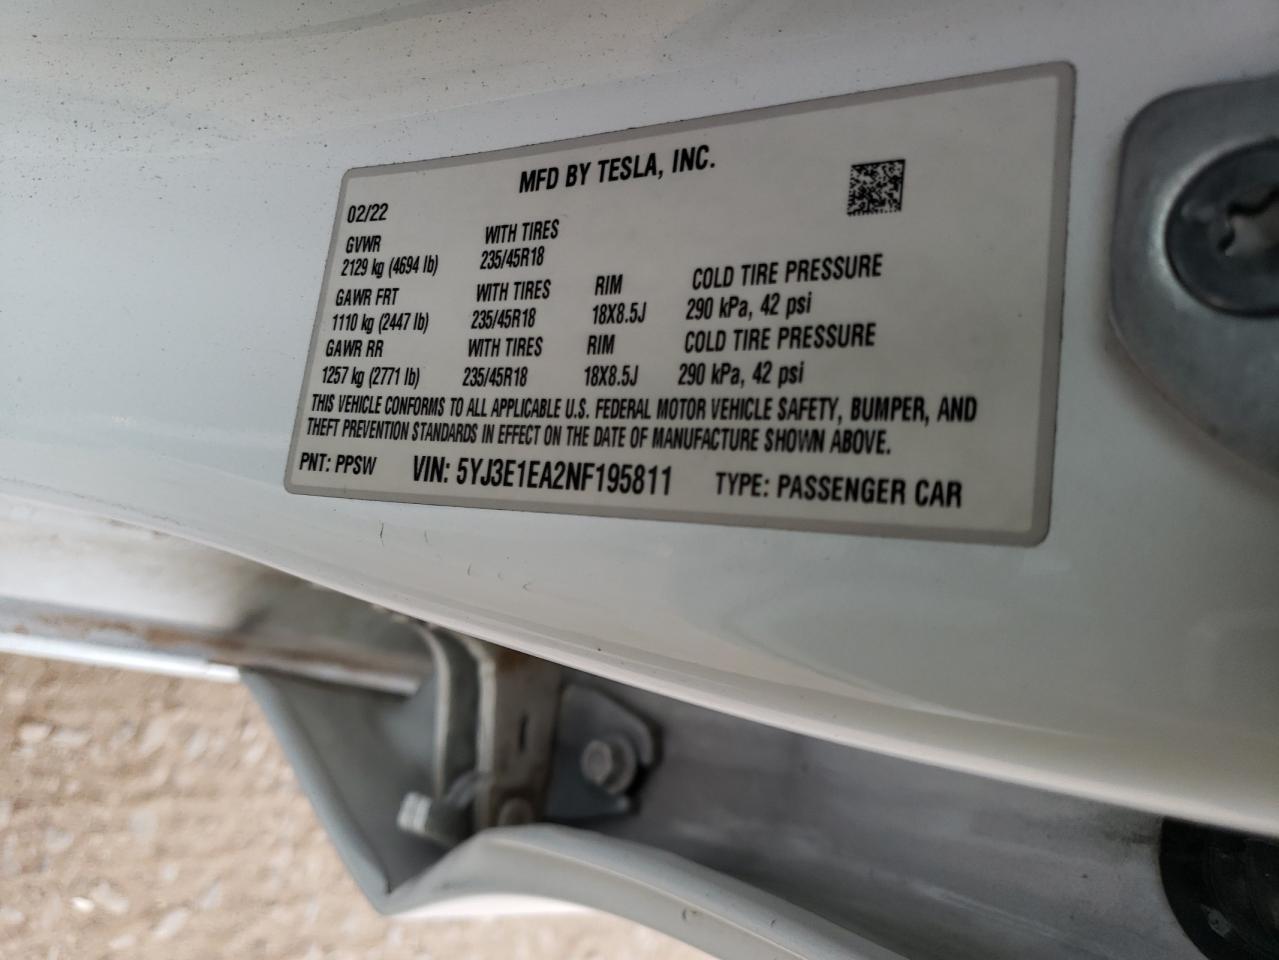 MFD BY TESLA, INC.
02/22
GVWR WITH TIRES
2129 kg (4694 lb) 235/45R18
GAWR FRT WITH TIRES RIM COLD TIRE PRESSURE
1110 kg (2447 lb) 235/45R18 18X8.5J 290 kPa, 42 psi
GAWR RR WITH TIRES RIM COLD TIRE PRESSURE
1257 kg (2771 lb) 235/45R18 18X8.5J 290 kPa, 42 psi
THIS VEHICLE CONFORMS TO ALL APPLICABLE U.S. FEDERAL MOTOR VEHICLE SAFETY, BUMPER, AND
THEFT PREVENTION STANDARDS IN EFFECT ON THE DATE OF MANUFACTURE SHOWN ABOVE.
PNT: PPSW VIN: 5YJ3E1EA2NF195811 TYPE: PASSENGER CAR